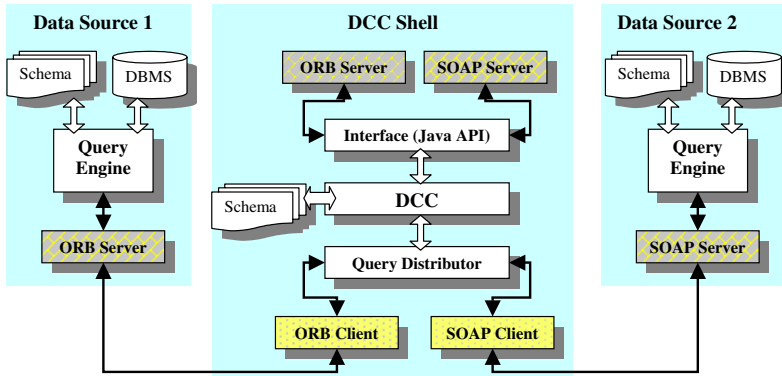 Data Source 1
Schema
DBMS
Query
Engine
ORB Server
DCC Shell
ORB Server
SOAP Server
Interface (Java API)
Schema
DCC
Query Distributor
ORB Client
SOAP Client
Data Source 2
Schema
DBMS
Query
Engine
SOAP Server